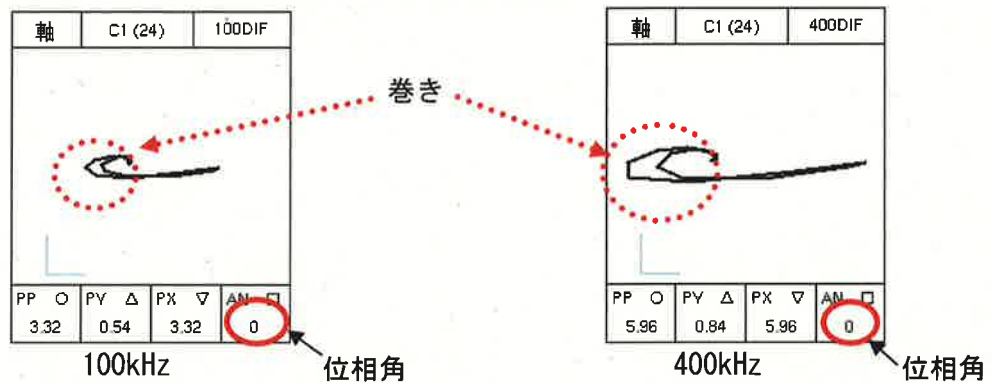 軸 C1 (24) 100DIF
軸 C1 (24) 400DIF
巻き
PP ○ PY △ PX ▽ AN □
3.32 0.54 3.32 0
PP ○ PY △ PX ▽ AN □
5.96 0.84 5.96 0
100kHz 位相角
400kHz 位相角